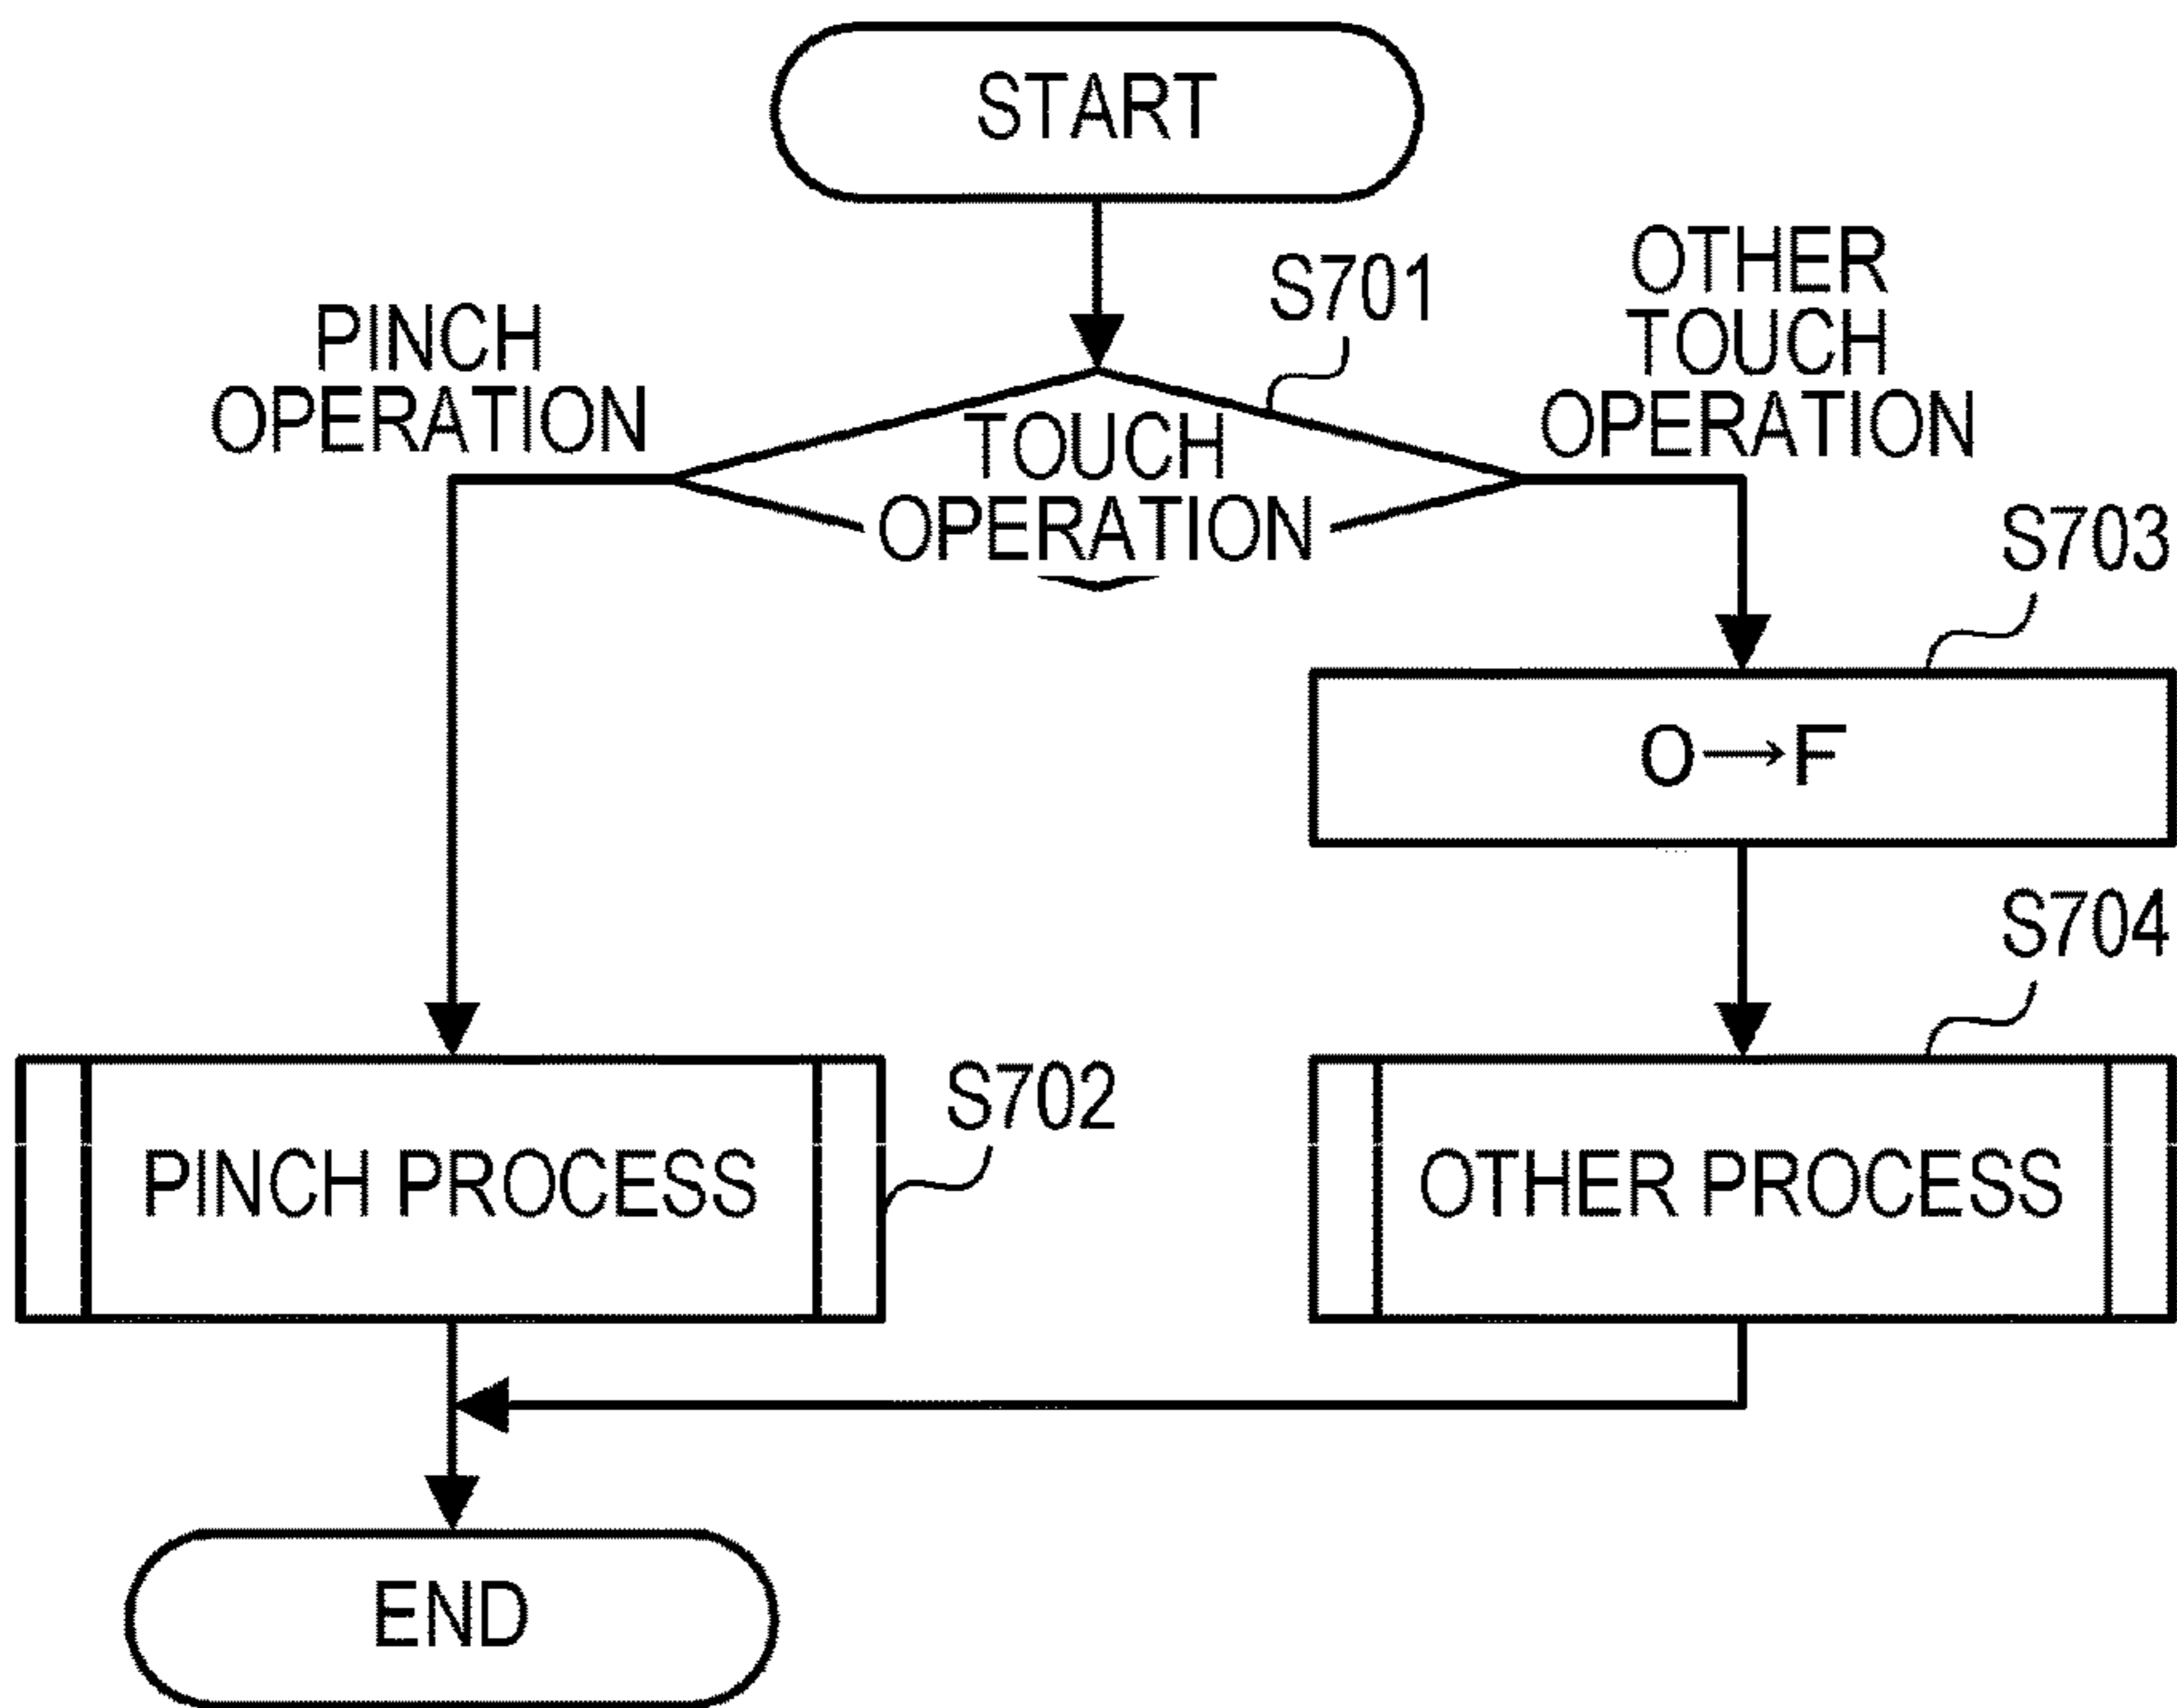 START
S701
PINCH
OPERATION
OTHER
TOUCH
OPERATION
TOUCH
OPERATION
S703
O→F
S704
S702
PINCH PROCESS
OTHER PROCESS
END